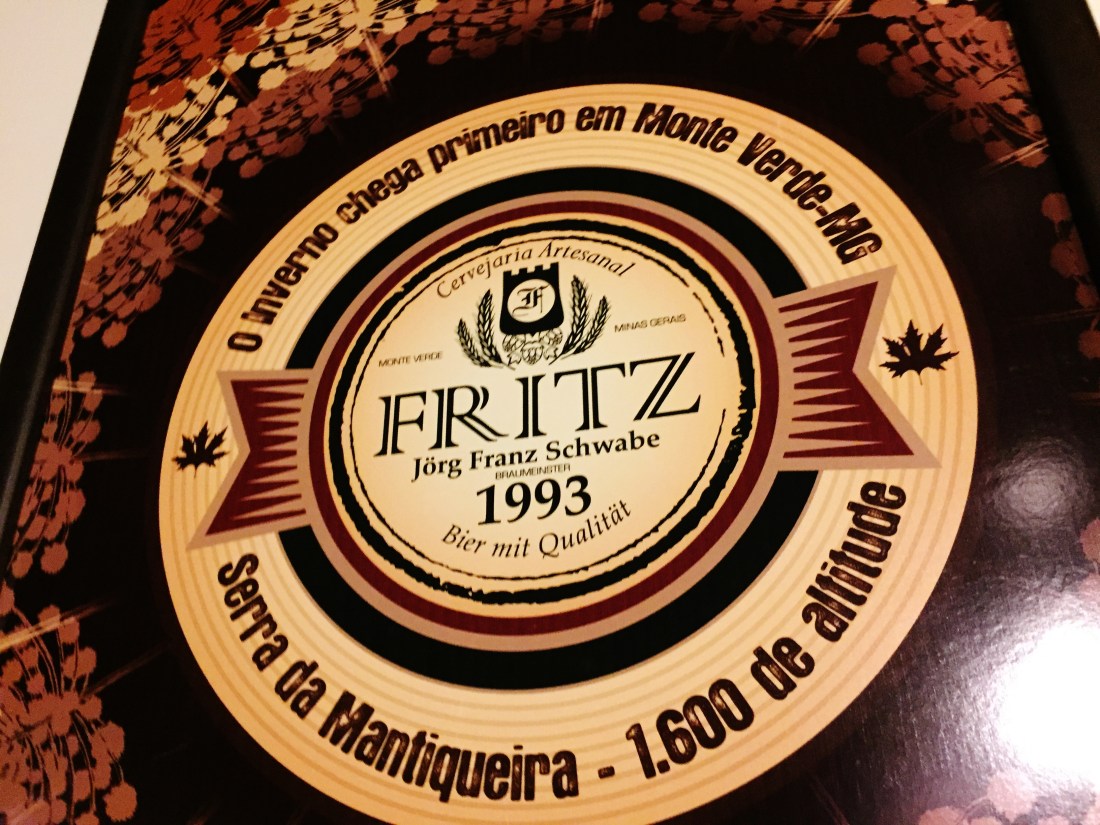 O Inverno chega primeiro em Monte Verde-MG
Cervejaria Artesanal
F
MONTE VERDE
MINAS GERAIS
FRITZ
Jörg Franz Schwabe
BRAUMEINSTER
1993
Bier mit Qualität
Serra da Mantiqueira - 1.600 de altitude